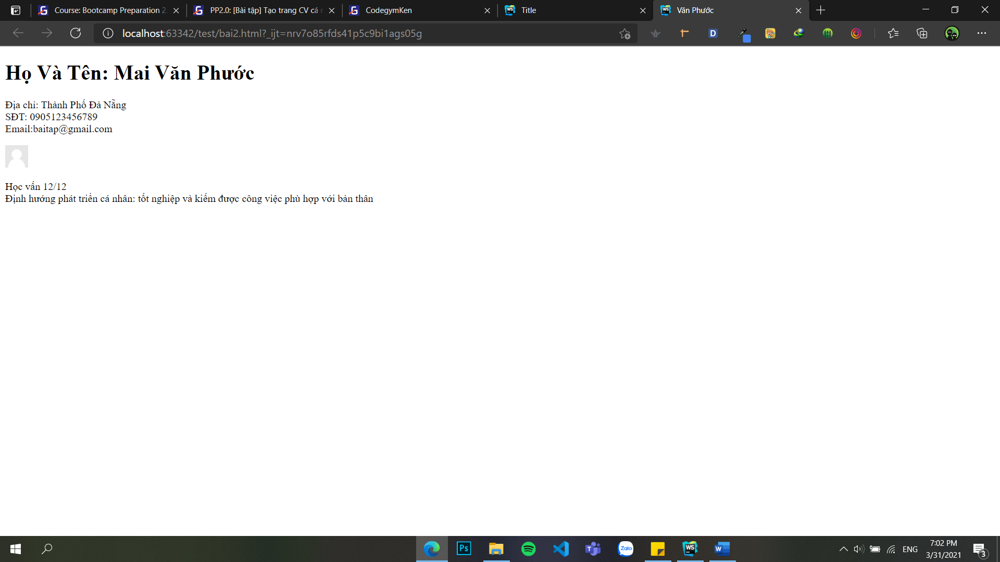 Course: Bootcamp Preparation 2
PP2.0: [Bài tập] Tạo trang CV cá
CodegymKen
Title
Văn Phước
localhost:63342/test/bai2.html?_ijt=nrv7o85rfds41p5c9bi1ags05g
Họ Và Tên: Mai Văn Phước
Địa chỉ: Thành Phố Đà Nẵng
SĐT: 0905123456789
Email:baitap@gmail.com
Học vấn 12/12
Định hướng phát triển cá nhân: tốt nghiệp và kiếm được công việc phù hợp với bản thân
Ps
Zalo
WS
W
ENG
7:02 PM
3/31/2021
3